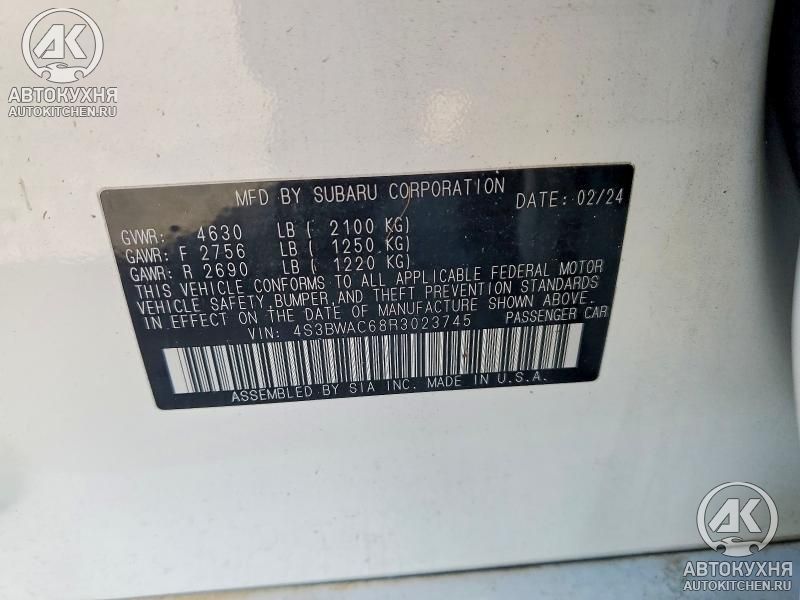 AK
АВТОКУХНЯ
AUTOKITCHEN.RU
MFD BY SUBARU CORPORATION DATE: 02/24
GVWR: 4630 LB ( 2100 KG)
GAWR: F 2756 LB ( 1250 KG)
GAWR: R 2690 LB ( 1220 KG)
THIS VEHICLE CONFORMS TO ALL APPLICABLE FEDERAL MOTOR
VEHICLE SAFETY, BUMPER, AND THEFT PREVENTION STANDARDS
IN EFFECT ON THE DATE OF MANUFACTURE SHOWN ABOVE.
VIN: 4S3BWAC68R3023745 PASSENGER CAR
ASSEMBLED BY SIA INC. MADE IN U.S.A.
AK
АВТОКУХНЯ
AUTOKITCHEN.RU